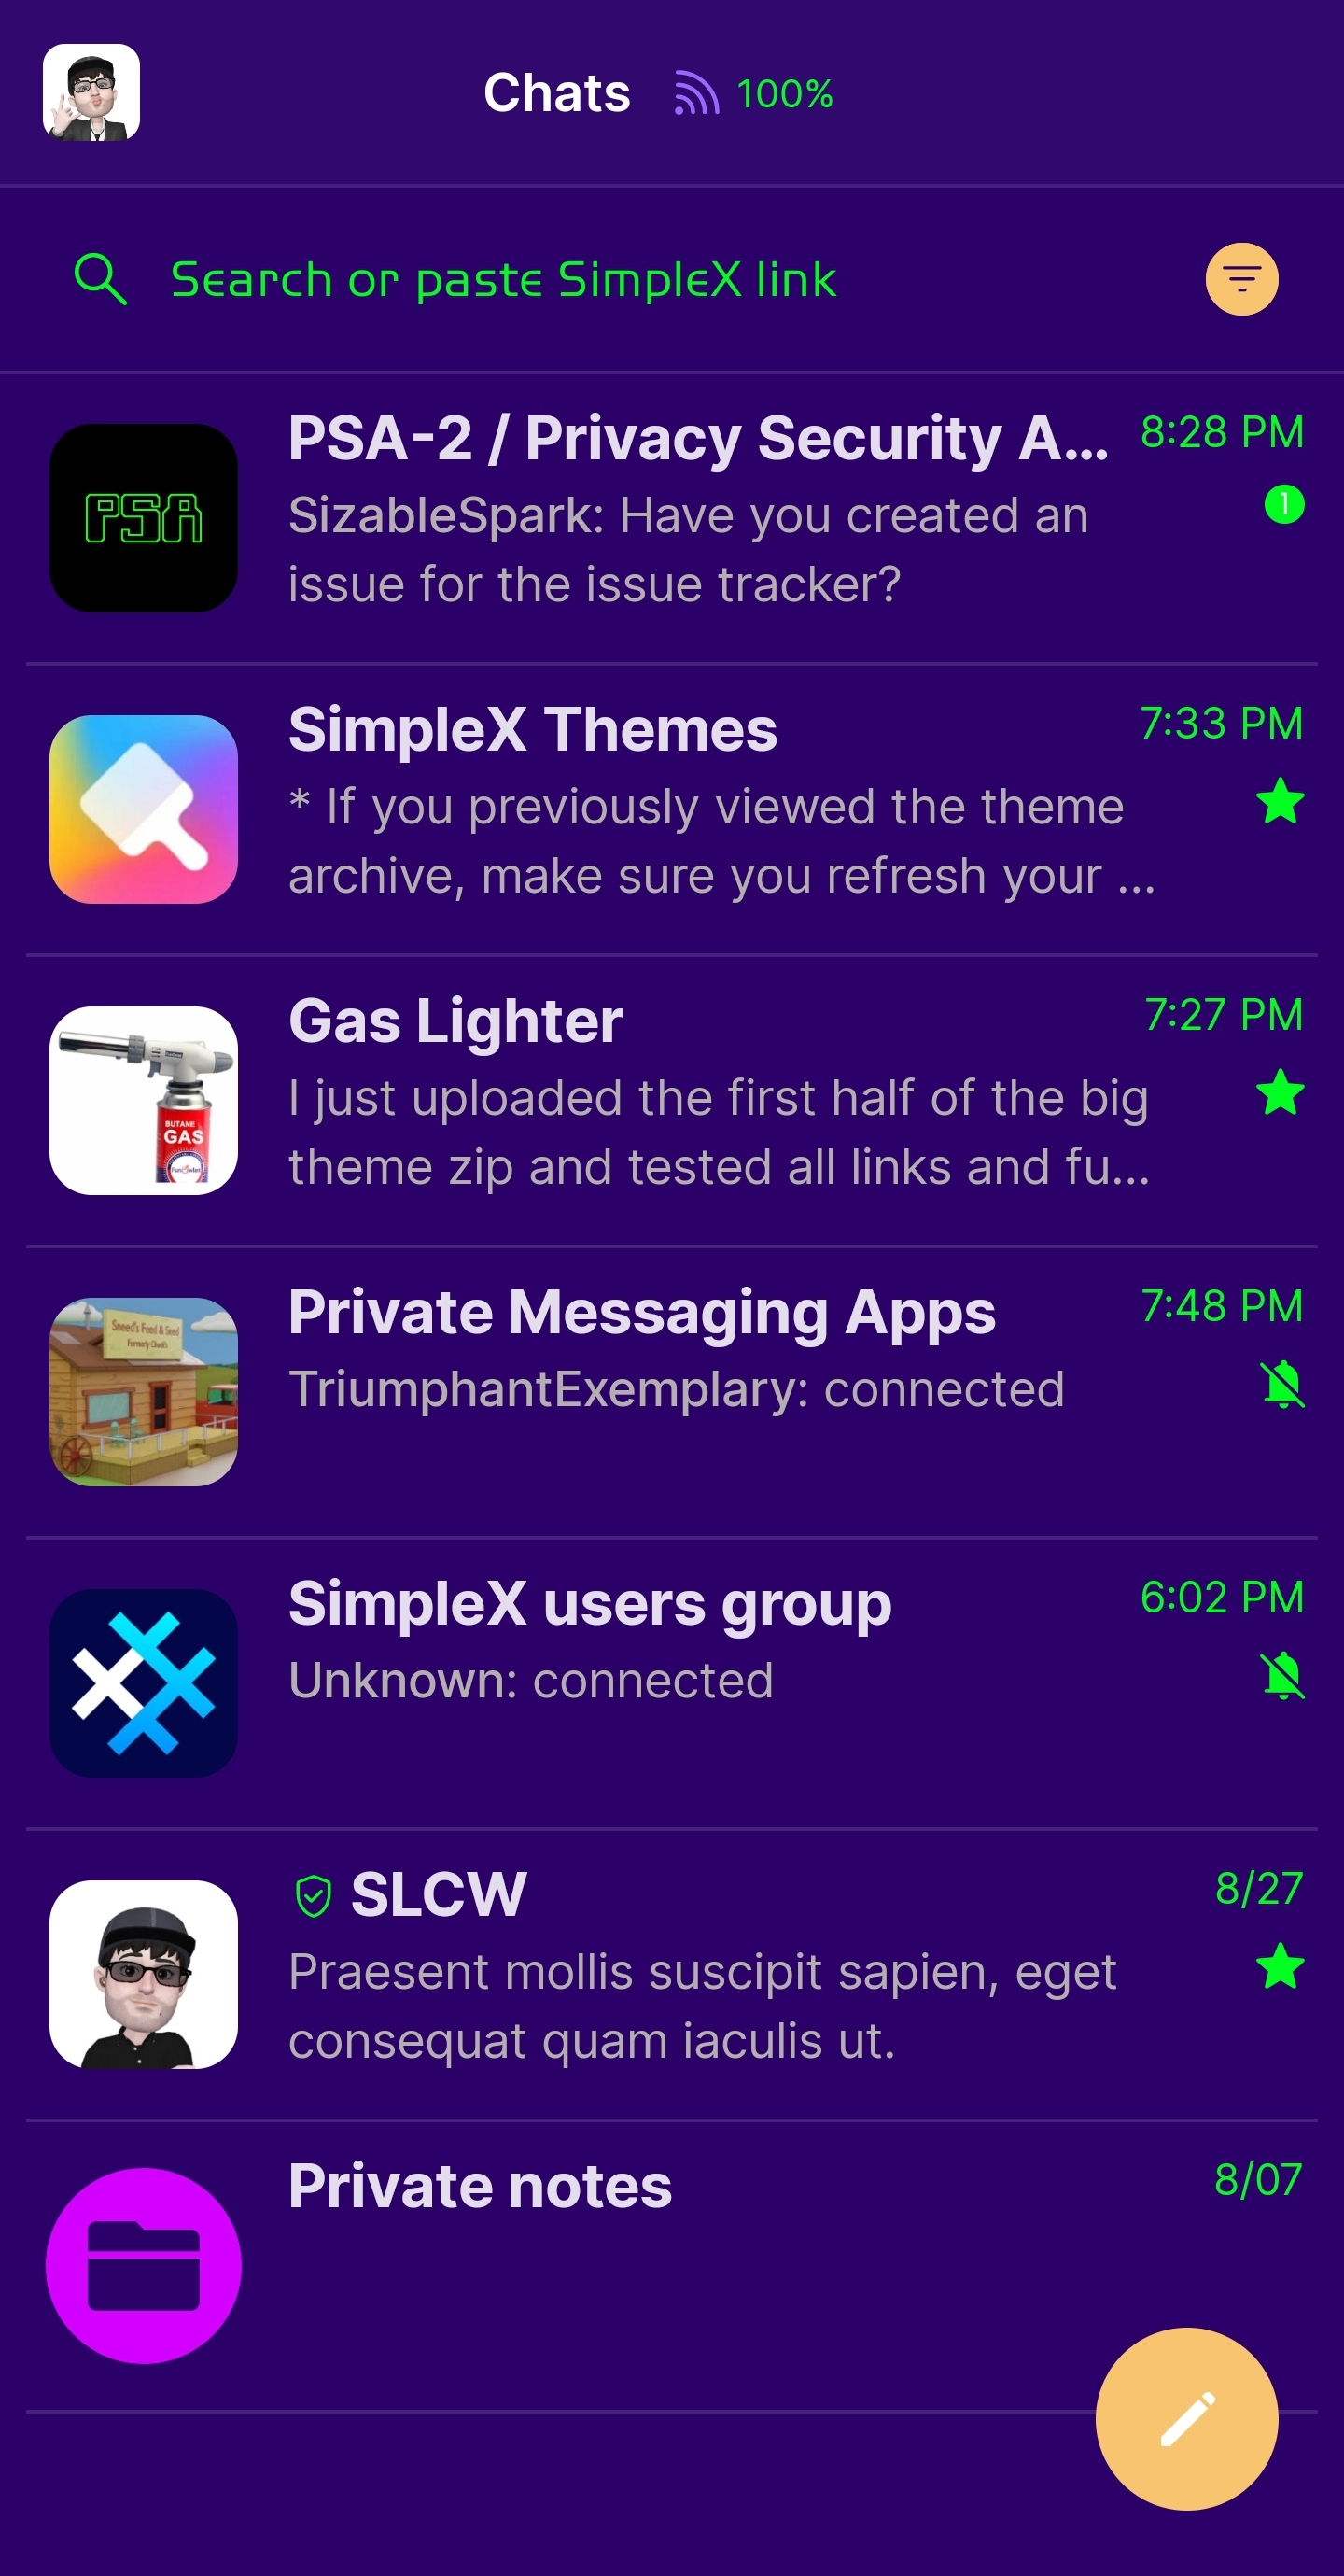 Chats 100%
Search or paste SimpleX link
PSA
PSA-2 / Privacy Security A... 8:28 PM
SizableSpark: Have you created an 1
issue for the issue tracker?
SimpleX Themes 7:33 PM
* If you previously viewed the theme
archive, make sure you refresh your ...
Gas Lighter 7:27 PM
I just uploaded the first half of the big
theme zip and tested all links and fu...
BUTANE
GAS
Private Messaging Apps 7:48 PM
Sneed's Feed & Seed
Formerly Chuck's
TriumphantExemplary: connected
SimpleX users group 6:02 PM
Unknown: connected
SLCW 8/27
Praesent mollis suscipit sapien, eget
consequat quam iaculis ut.
Private notes 8/07